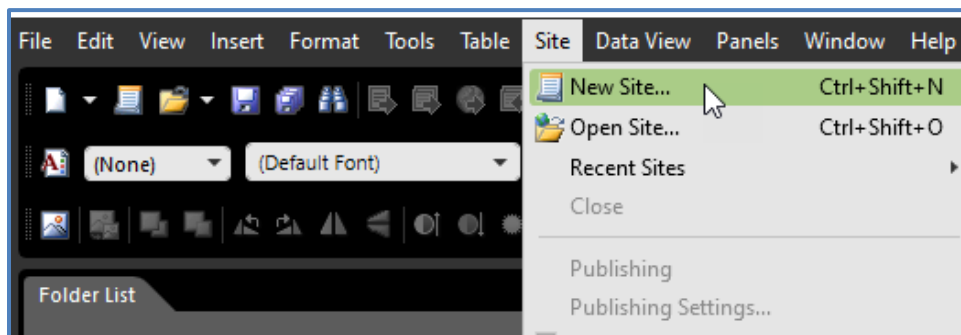 File Edit View Insert Format Tools Table Site Data View Panels Window Help
New Site... Ctrl+Shift+N
Open Site... Ctrl+Shift+O
(None) (Default Font)
Recent Sites
Close
Publishing
Folder List
Publishing Settings...